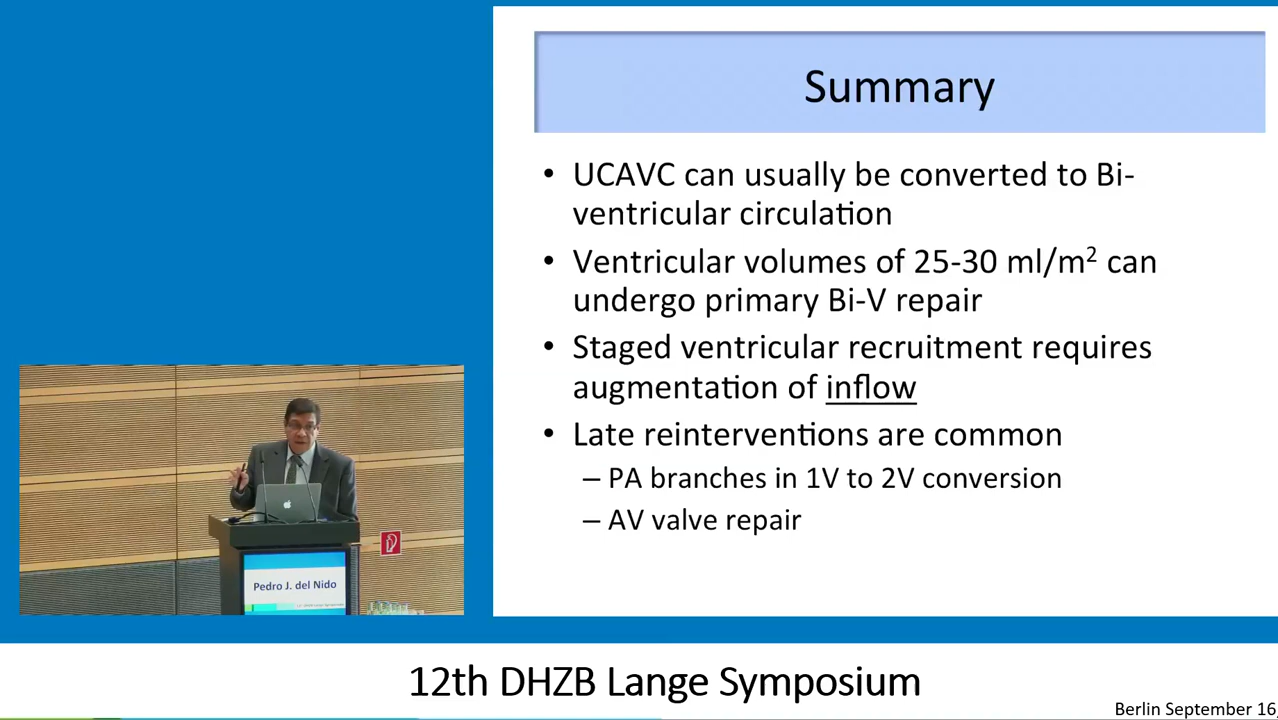 Summary
• UCAVC can usually be converted to Bi-
ventricular circulation
• Ventricular volumes of 25-30 ml/m² can
undergo primary Bi-V repair
• Staged ventricular recruitment requires
augmentation of inflow
• Late reinterventions are common
– PA branches in 1V to 2V conversion
– AV valve repair
Pedro J. del Nido
12th DHZB Lange Symposium
Berlin September 16,